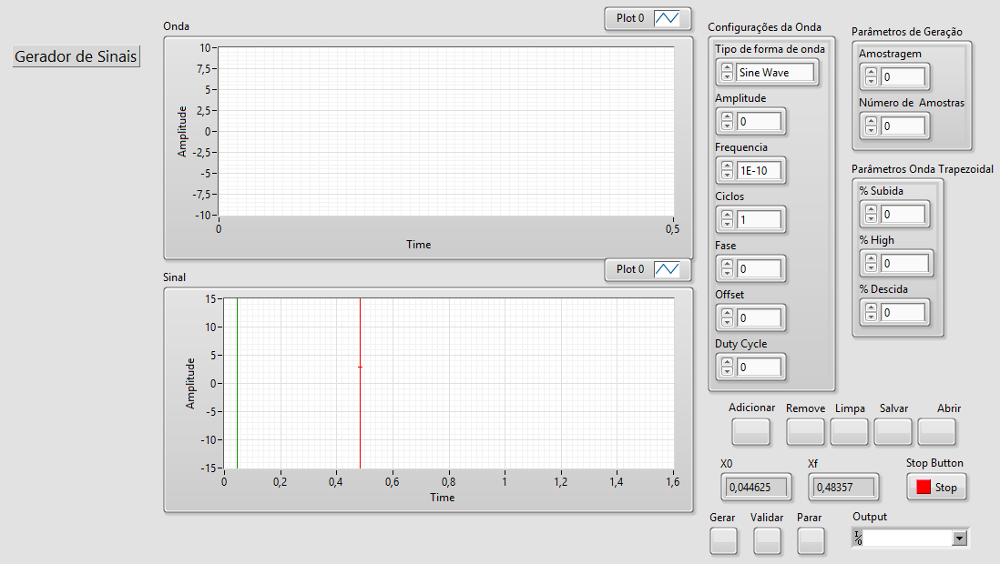 Gerador de Sinais
Onda
Plot 0
10
7,5
5
2,5
0
-2,5
-5
-7,5
-10
Amplitude
0
0,5
Time
Sinal
Plot 0
15
10
5
0
-5
-10
-15
Amplitude
0
0,2
0,4
0,6
0,8
1
1,2
1,4
1,6
Time
Configurações da Onda
Tipo de forma de onda
Sine Wave
Amplitude
0
Frequencia
1E-10
Ciclos
1
Fase
0
Offset
0
Duty Cycle
0
Parâmetros de Geração
Amostragem
0
Número de Amostras
0
Parâmetros Onda Trapezoidal
% Subida
0
% High
0
% Descida
0
Adicionar
Remove
Limpa
Salvar
Abrir
X0
0,044625
Xf
0,48357
Stop Button
Stop
Gerar
Validar
Parar
Output
I/0